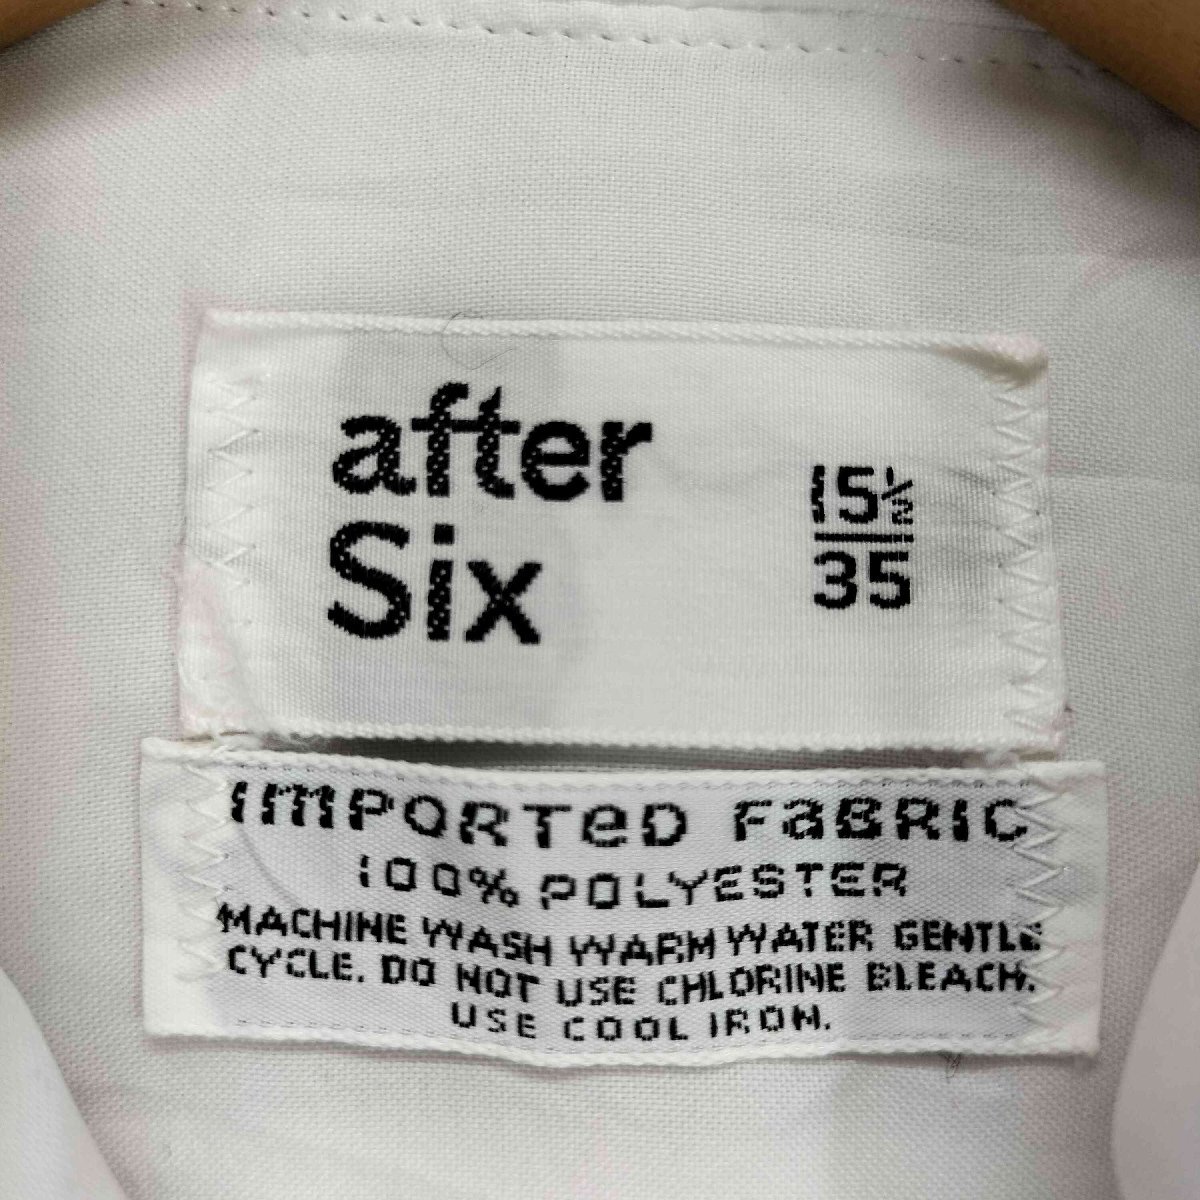 after
Six
15½
35
IMPORTeD FaBRIC
100% POLYESTER
MACHINE WASH WARM WATER GENTLE
CYCLE. DO NOT USE CHLORINE BLEACH.
USE COOL IRON.